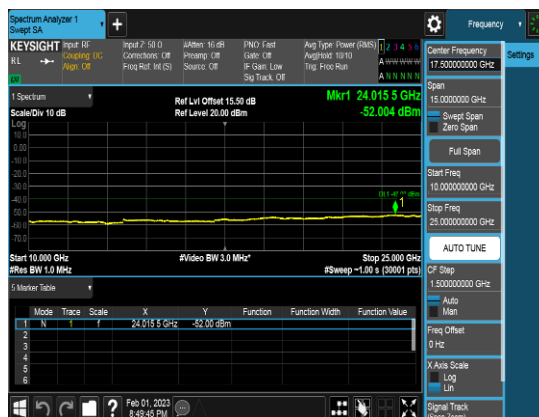 Spectrum Analyzer 1
Swept SA
Frequency
KEYSIGHT
Input: RF
Coupling: DC
Align: Off
Input Z: 50 Ω
Corrections: Off
Freq Ref: Int (S)
#Atten: 16 dB
Preamp: Off
Source: Off
PNO: Fast
Gate: Off
IF Gain: Low
Sig Track: Off
Avg Type: Power (RMS)
Avg|Hold: 10/10
Trig: Free Run
1 2 3 4 5 6
A W W W W W
A N N N N N
RL
1 Spectrum
Scale/Div 10 dB
Ref Lvl Offset 15.50 dB
Ref Level 20.00 dBm
Mkr1 24.015 5 GHz
-52.004 dBm
Log
10.0
0.00
-10.0
-20.0
-30.0
-40.0
-50.0
-60.0
-70.0
1
Start 10.000 GHz
#Res BW 1.0 MHz
#Video BW 3.0 MHz*
Stop 25.000 GHz
#Sweep ~1.00 s (30001 pts)
5 Marker Table
Mode Trace Scale X Y Function Function Width Function Value
1 N 1 f 24.015 5 GHz -52.00 dBm
2
3
4
5
6
Feb 01, 2023
8:49:45 PM
Center Frequency
17.500000000 GHz
Settings
Span
15.0000000 GHz
Swept Span
Zero Span
Full Span
Start Freq
10.000000000 GHz
Stop Freq
25.000000000 GHz
AUTO TUNE
CF Step
1.500000000 GHz
Auto
Man
Freq Offset
0 Hz
X Axis Scale
Log
Lin
Signal Track